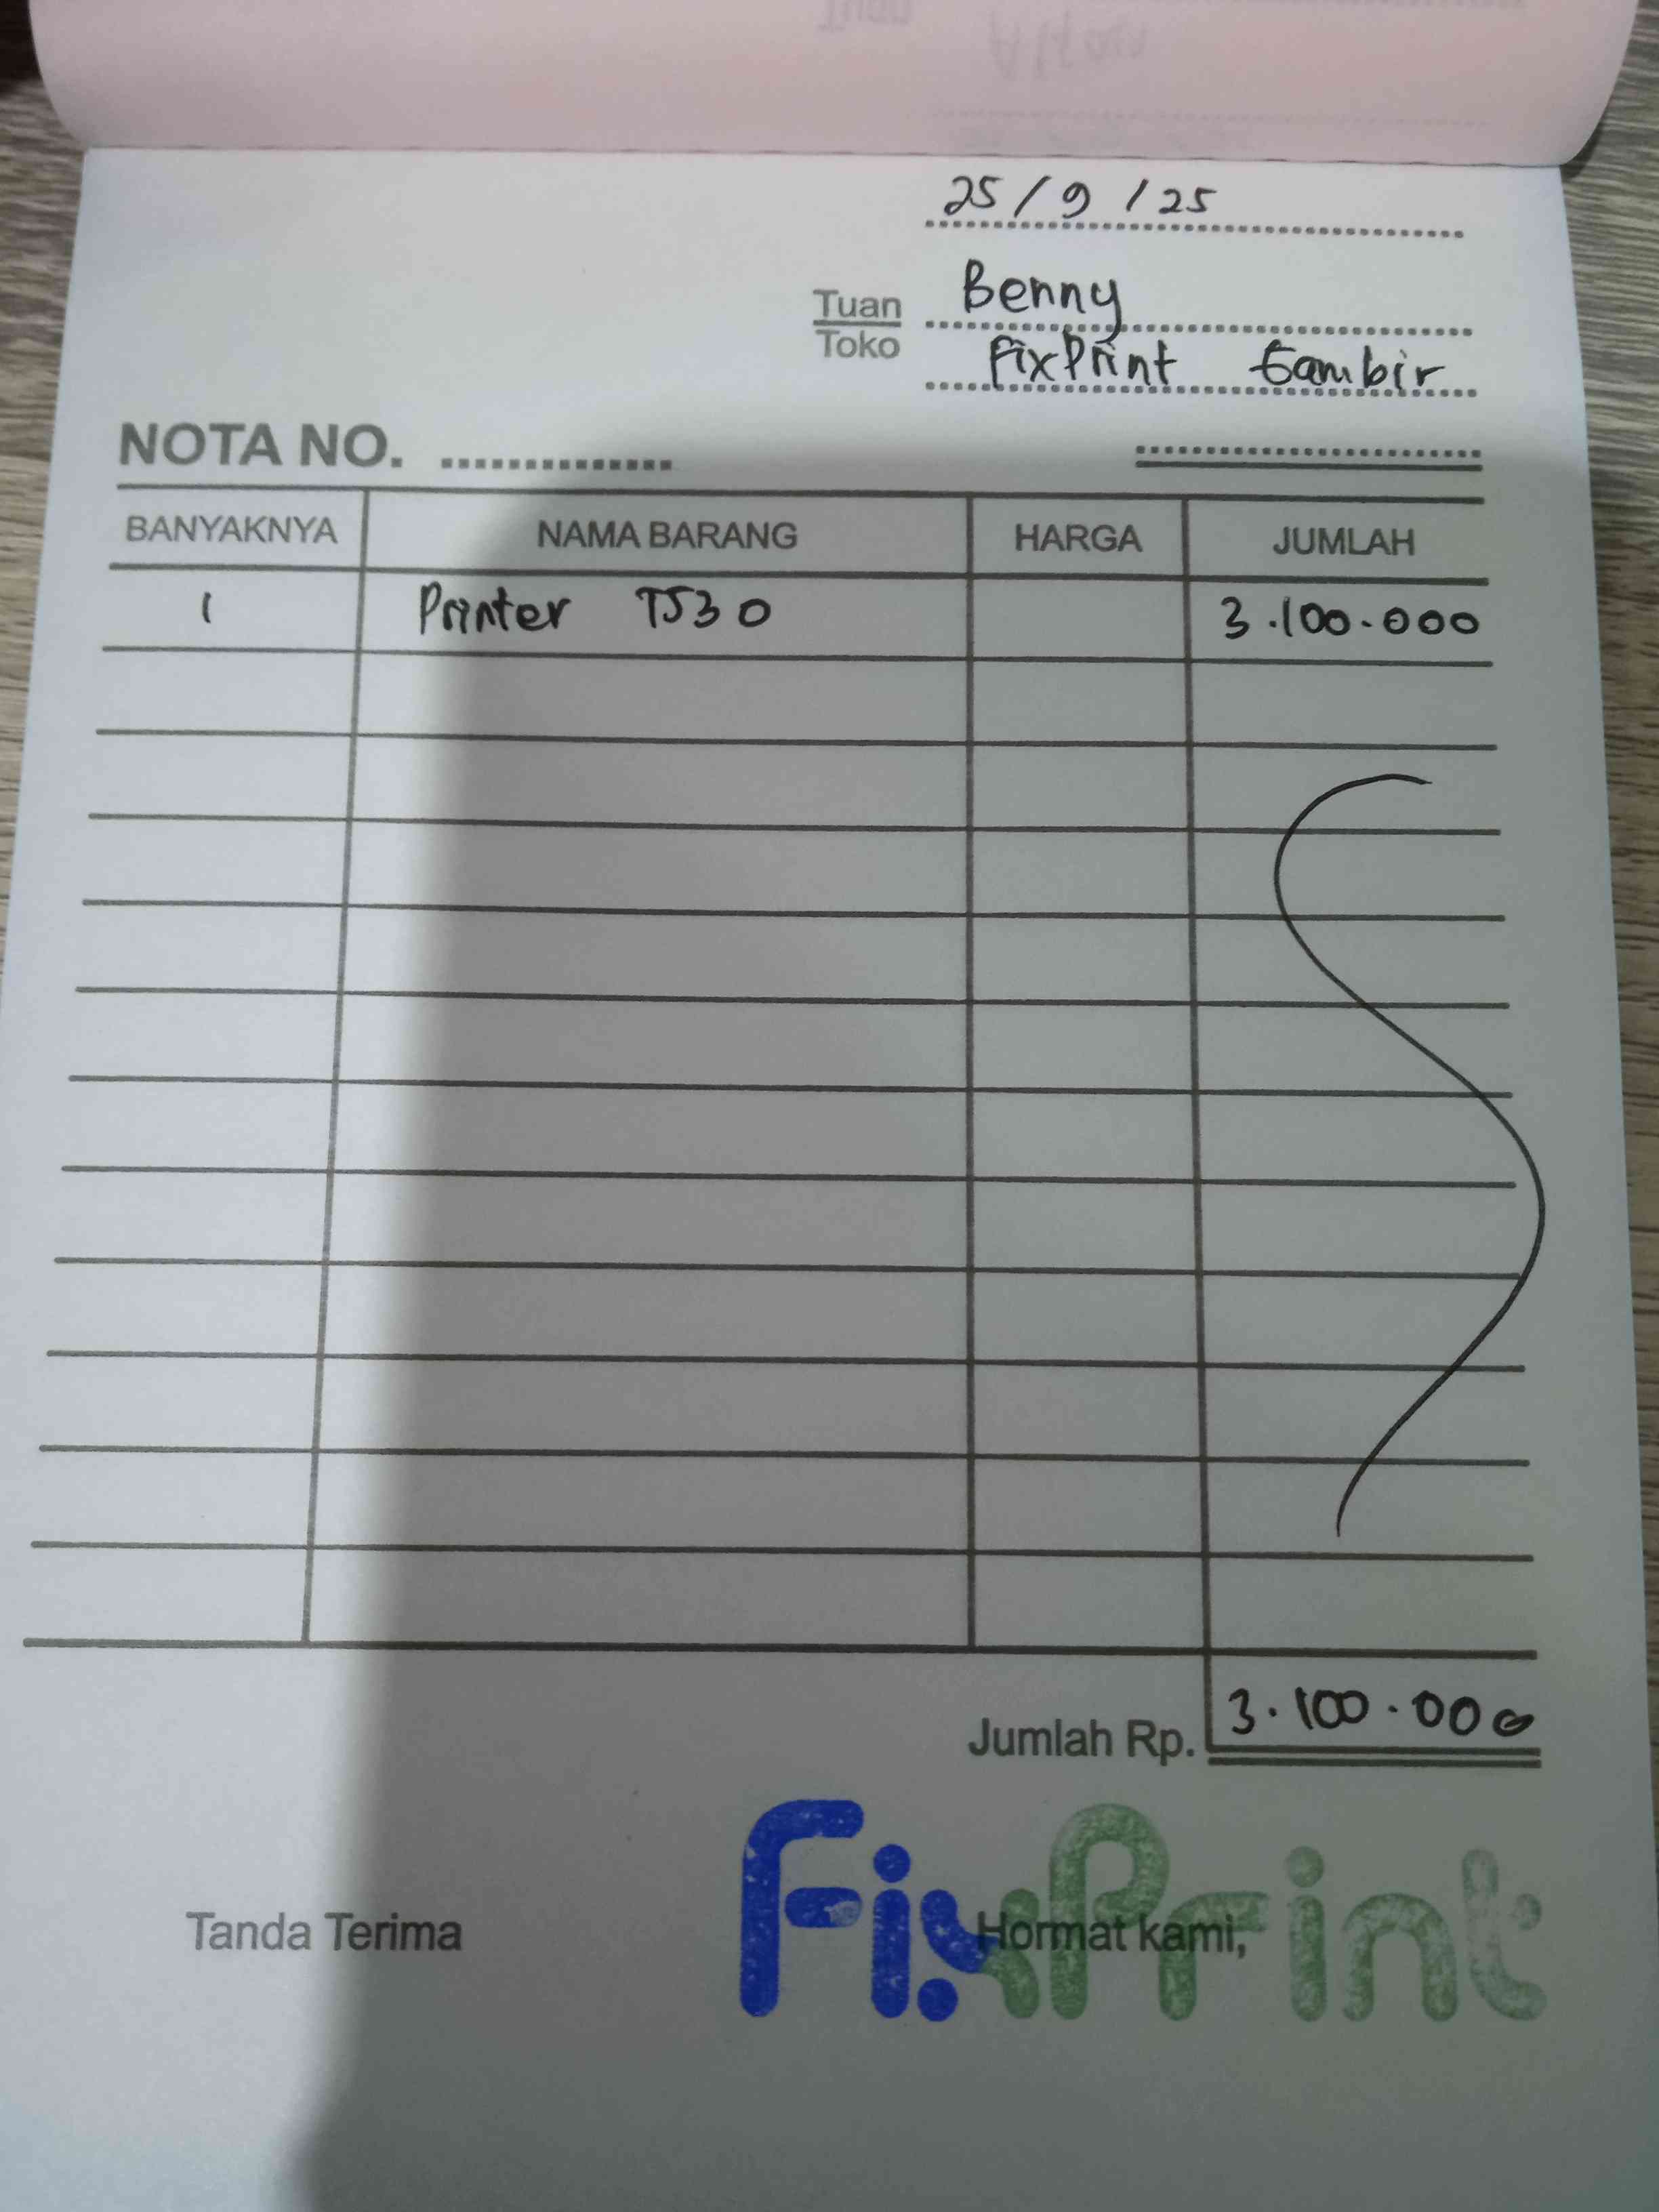 25/9/25
Tuan
Toko
Benny
FixPrint Gambir
NOTA NO. ..............
BANYAKNYA NAMA BARANG HARGA JUMLAH
1 Printer T530 3.100.000
Jumlah Rp. 3.100.000
Tanda Terima Hormat kami,
FixPrint